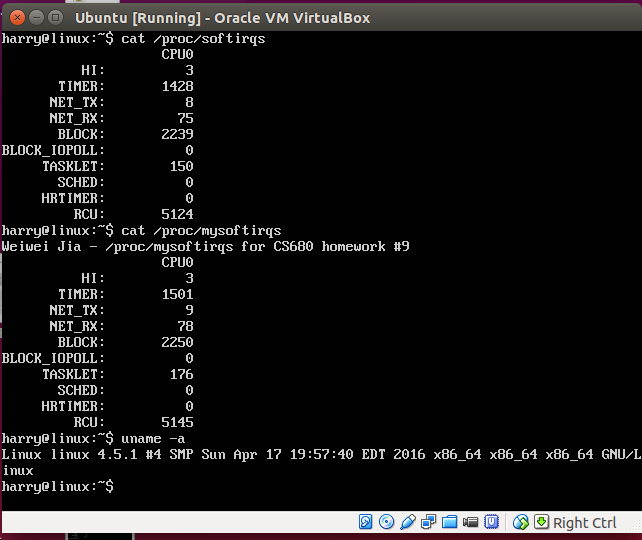 Ubuntu [Running] - Oracle VM VirtualBox
harry@linux:~$ cat /proc/softirqs
CPU0
HI: 3
TIMER: 1428
NET_TX: 8
NET_RX: 75
BLOCK: 2239
BLOCK_IOPOLL: 0
TASKLET: 150
SCHED: 0
HRTIMER: 0
RCU: 5124
harry@linux:~$ cat /proc/mysoftirqs
Weiwei Jia - /proc/mysoftirqs for CS680 homework #9
CPU0
HI: 3
TIMER: 1501
NET_TX: 9
NET_RX: 78
BLOCK: 2250
BLOCK_IOPOLL: 0
TASKLET: 176
SCHED: 0
HRTIMER: 0
RCU: 5145
harry@linux:~$ uname -a
Linux linux 4.5.1 #4 SMP Sun Apr 17 19:57:40 EDT 2016 x86_64 x86_64 x86_64 GNU/L
inux
harry@linux:~$
Right Ctrl